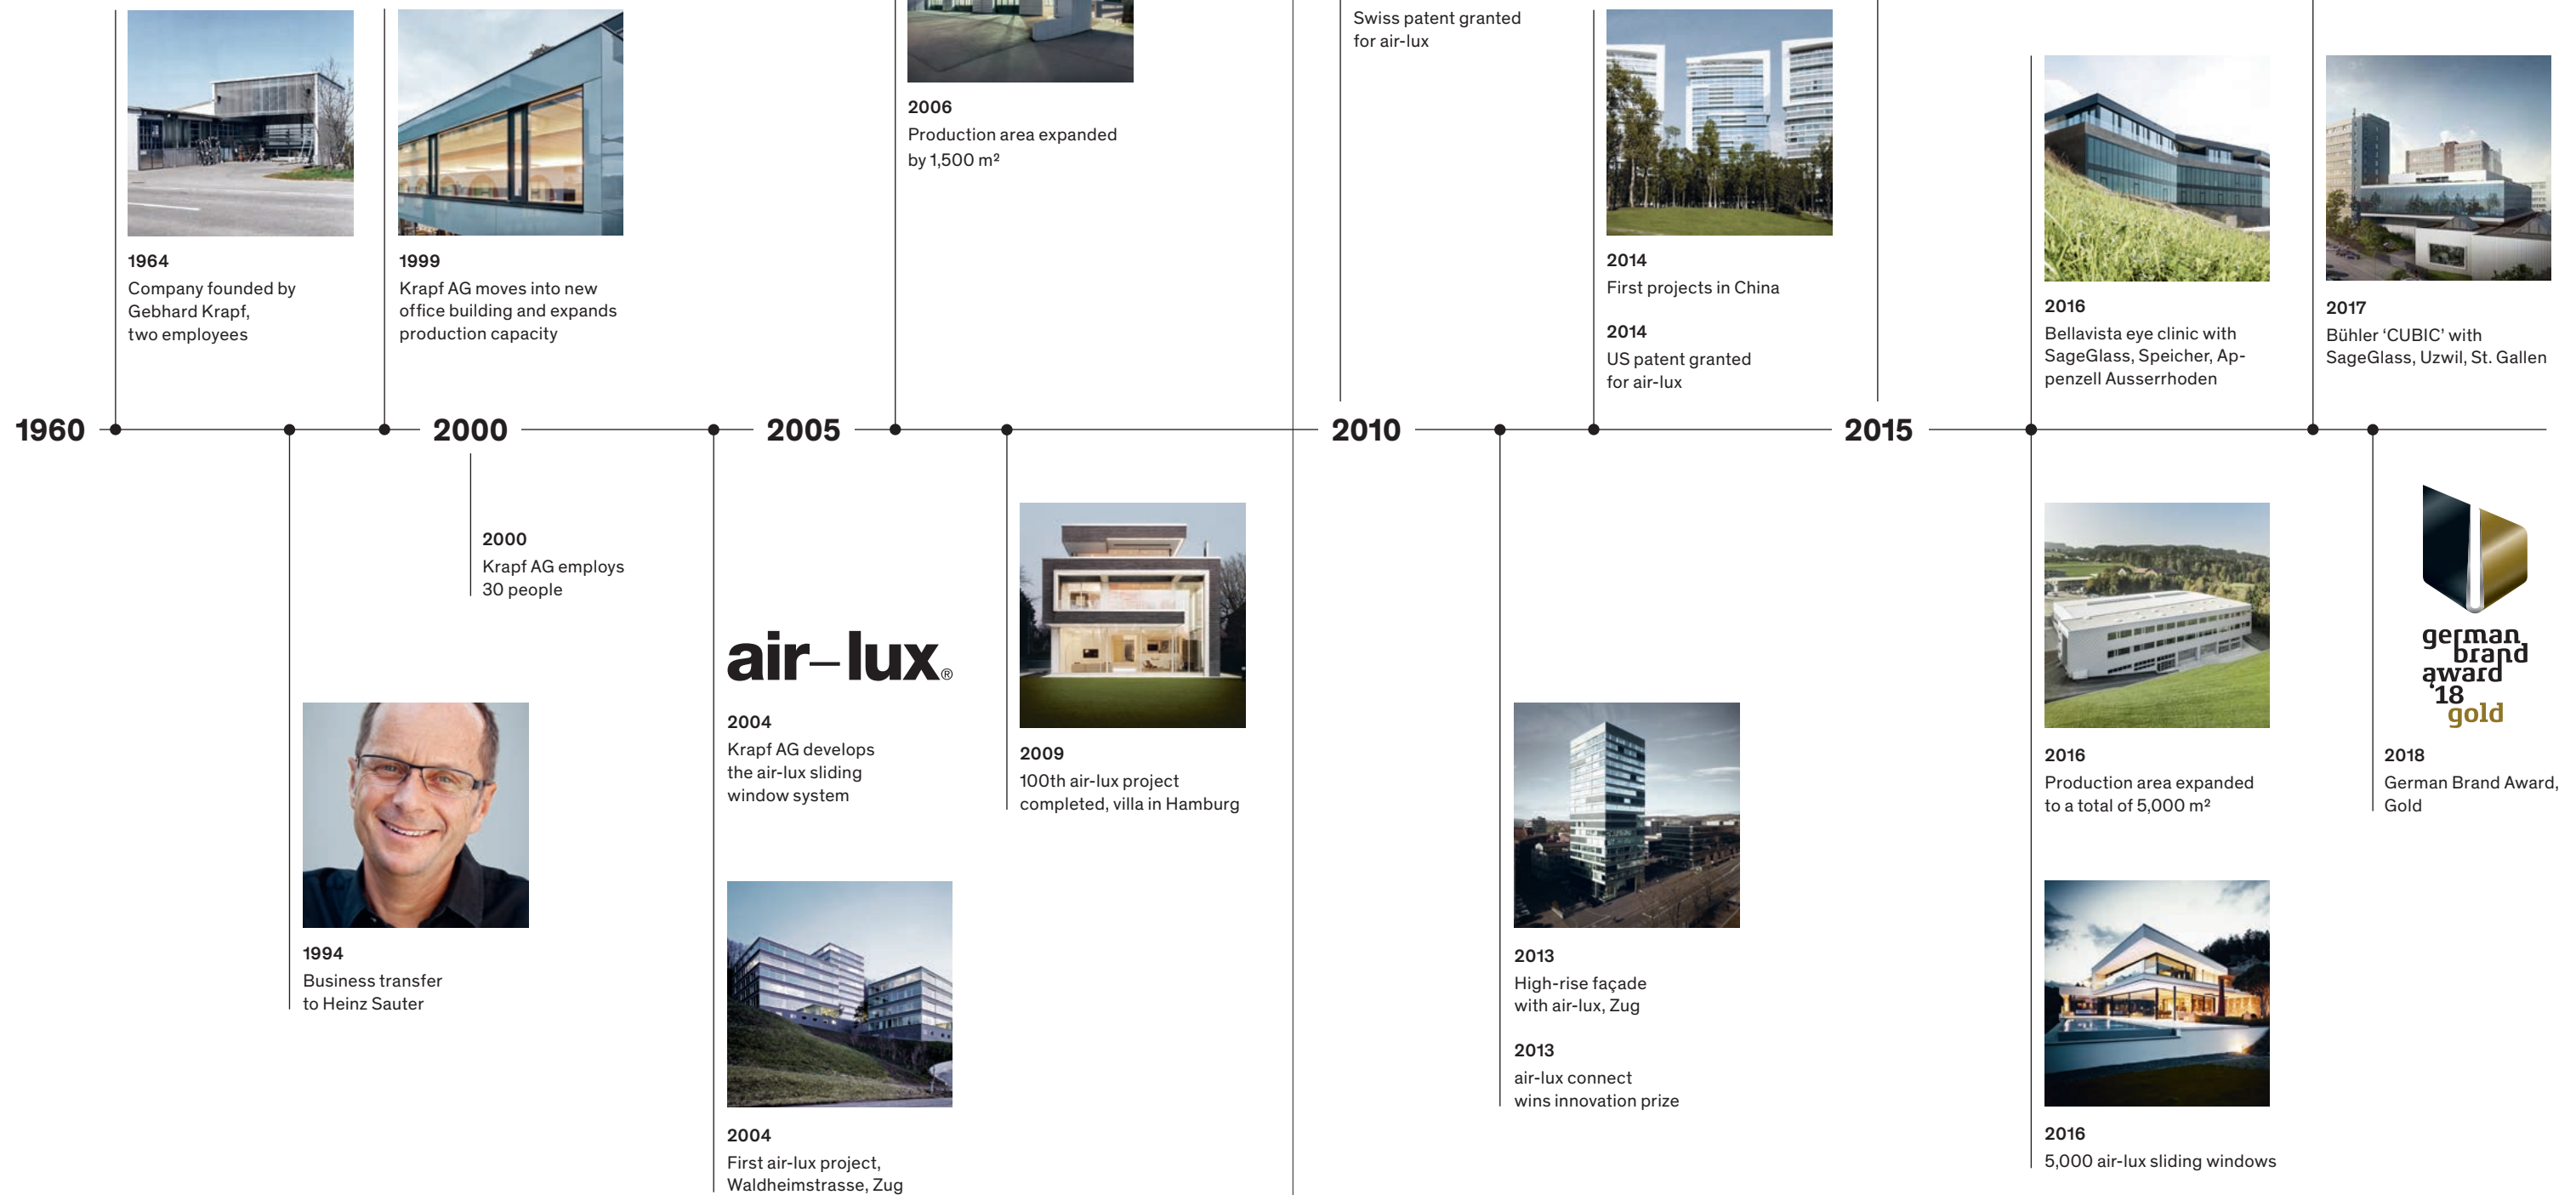 Swiss patent granted
for air-lux
2006
Production area expanded
by 1,500 m²
1964
Company founded by
Gebhard Krapf,
two employees
1999
Krapf AG moves into new
office building and expands
production capacity
2014
First projects in China
2014
US patent granted
for air-lux
2016
Bellavista eye clinic with
SageGlass, Speicher, Ap-
penzell Ausserrhoden
2017
Bühler ‘CUBIC’ with
SageGlass, Uzwil, St. Gallen
1960
2000
2005
2010
2015
2000
Krapf AG employs
30 people
air–lux®
2004
Krapf AG develops
the air-lux sliding
window system
2009
100th air-lux project
completed, villa in Hamburg
1994
Business transfer
to Heinz Sauter
2004
First air-lux project,
Waldheimstrasse, Zug
2013
High-rise façade
with air-lux, Zug
2013
air-lux connect
wins innovation prize
2016
Production area expanded
to a total of 5,000 m²
2016
5,000 air-lux sliding windows
german
brand
award
‘18
gold
2018
German Brand Award,
Gold